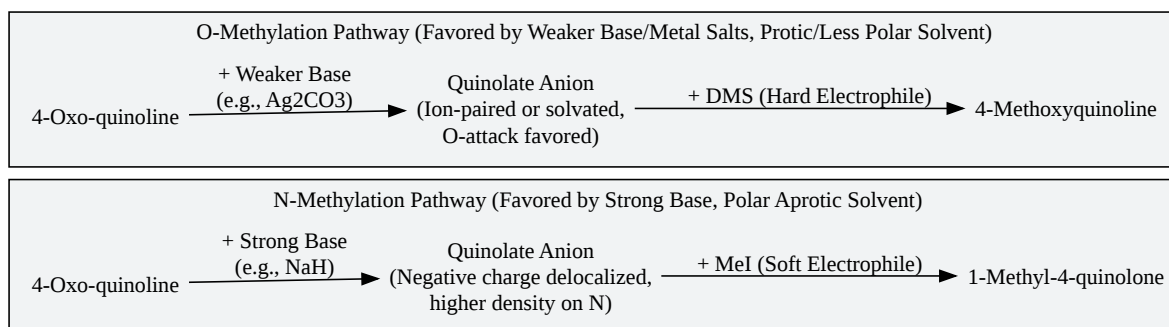 O-Methylation Pathway (Favored by Weaker Base/Metal Salts, Protic/Less Polar Solvent)
4-Oxo-quinoline
+ Weaker Base
(e.g., Ag2CO3)
Quinolate Anion
(Ion-paired or solvated,
O-attack favored)
+ DMS (Hard Electrophile)
4-Methoxyquinoline
N-Methylation Pathway (Favored by Strong Base, Polar Aprotic Solvent)
4-Oxo-quinoline
+ Strong Base
(e.g., NaH)
Quinolate Anion
(Negative charge delocalized,
higher density on N)
+ MeI (Soft Electrophile)
1-Methyl-4-quinolone